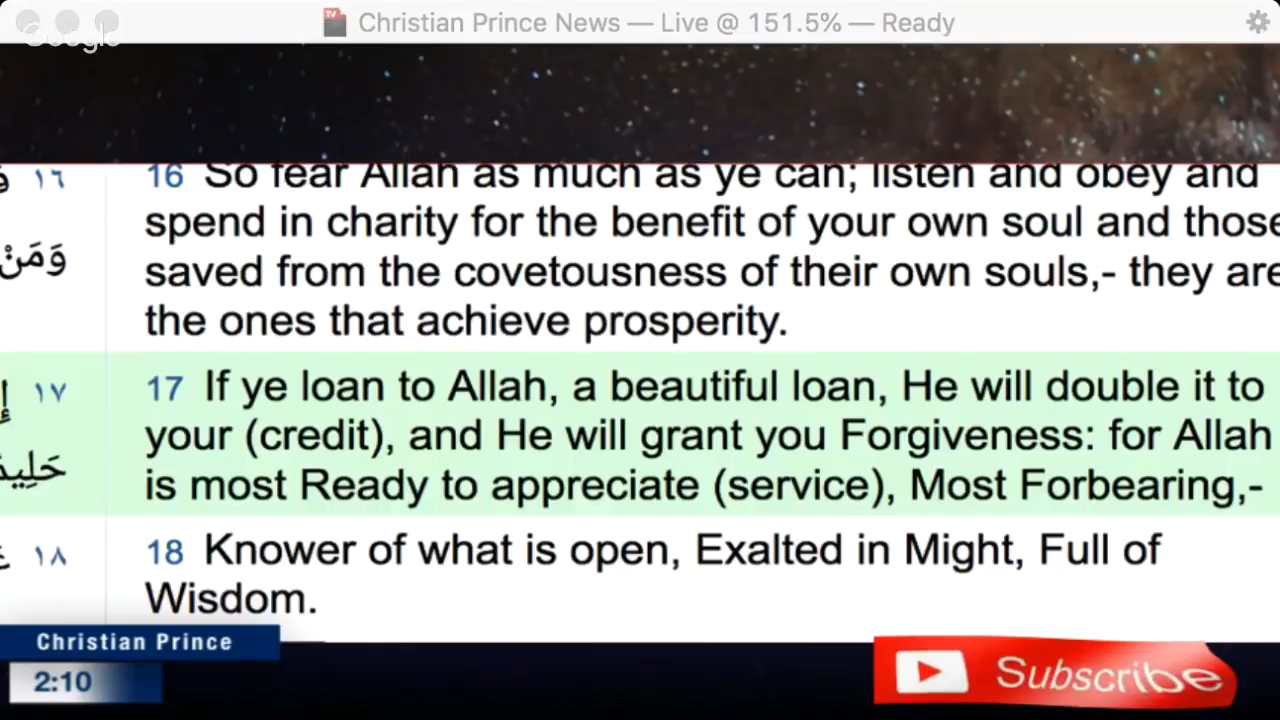 Christian Prince News — Live @ 151.5% — Ready
Google
١٦
16 So fear Allah as much as ye can; listen and obey and
spend in charity for the benefit of your own soul and those
وَمَنْ
saved from the covetousness of their own souls,- they are
the ones that achieve prosperity.
١٧
17 If ye loan to Allah, a beautiful loan, He will double it to
your (credit), and He will grant you Forgiveness: for Allah
is most Ready to appreciate (service), Most Forbearing,-
١٨
18 Knower of what is open, Exalted in Might, Full of
Wisdom.
Christian Prince
2:10
Subscribe